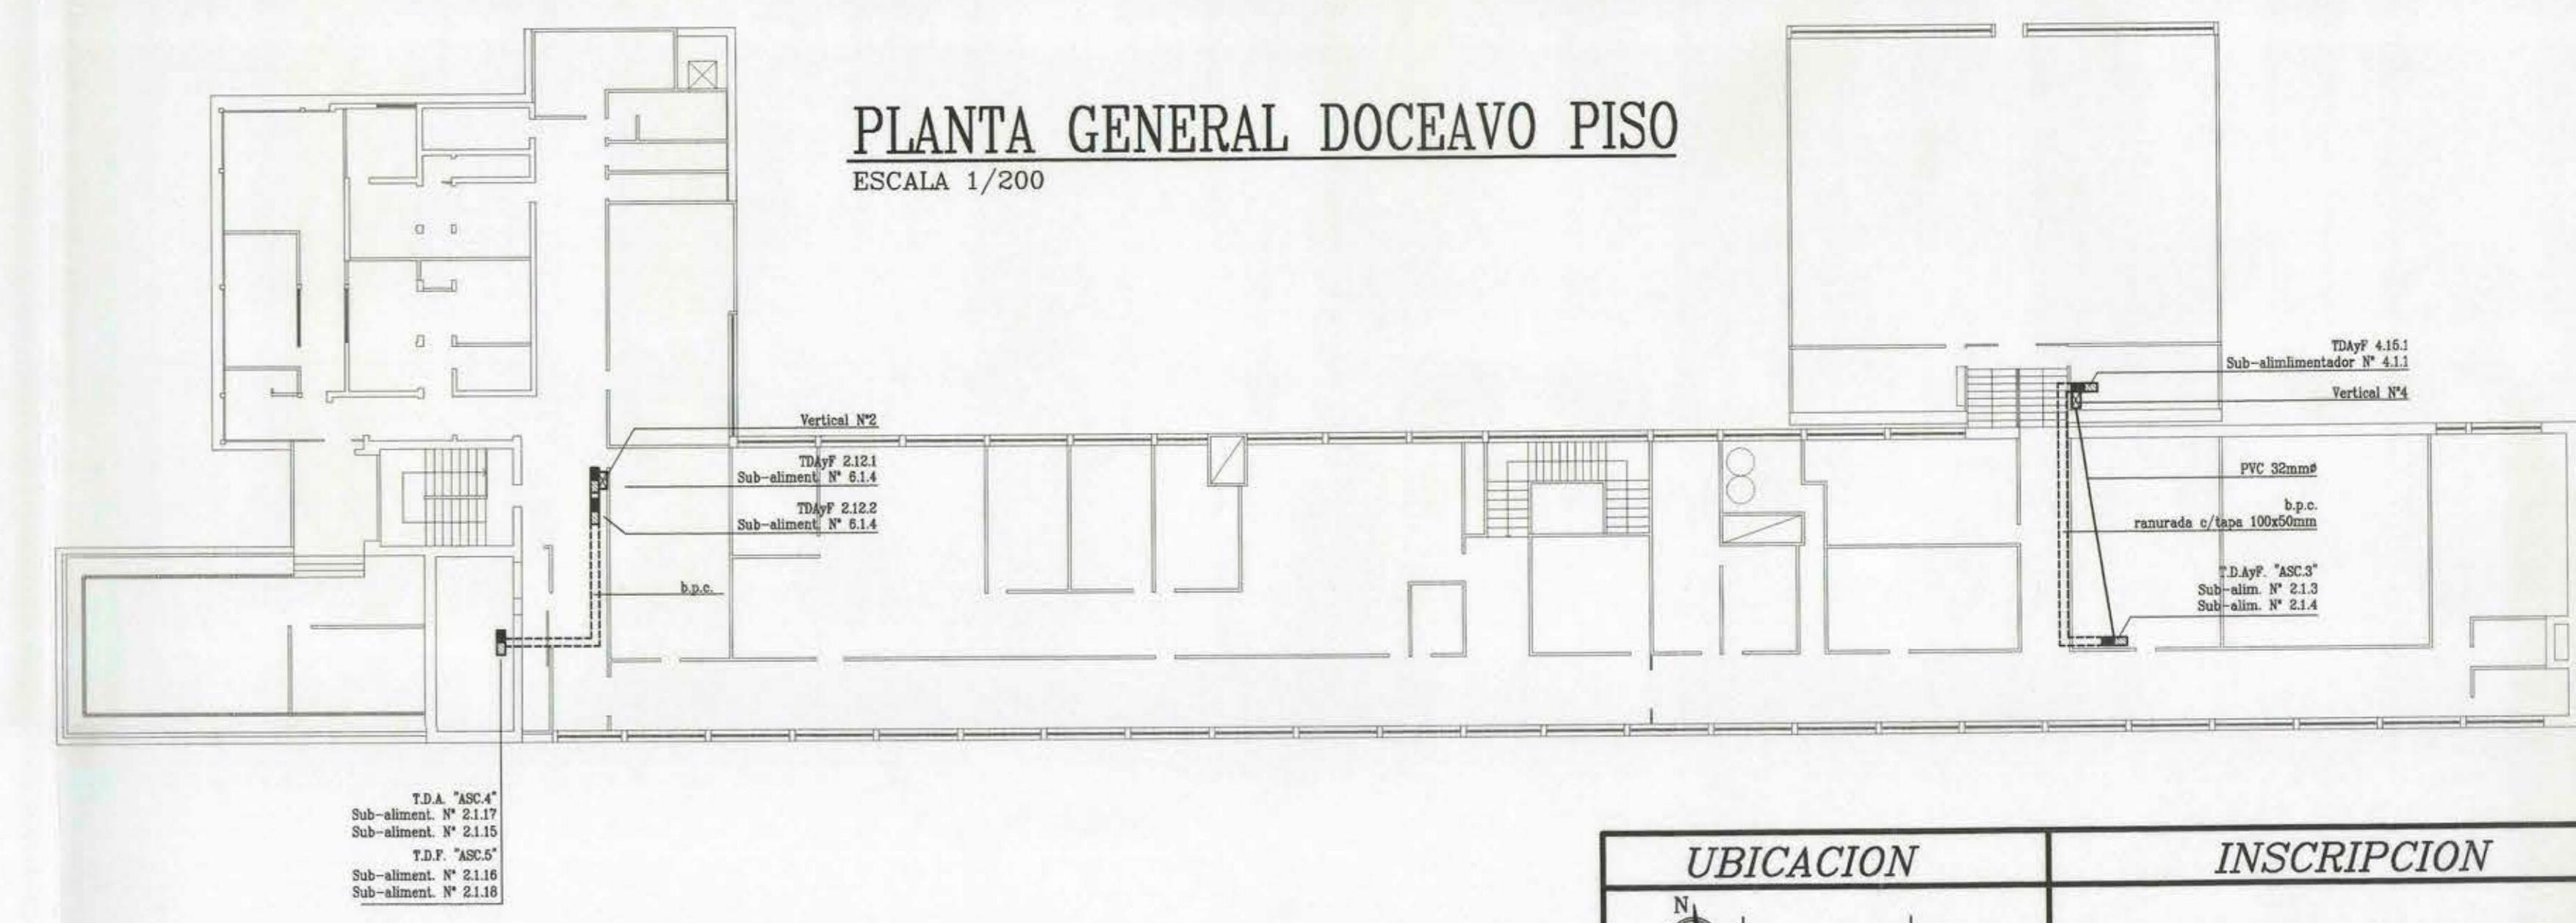 PLANTA GENERAL DOCEAVO PISO
ESCALA 1/200
TDAyF 4.15.1
Sub-alimlimentador N° 4.1.1
Vertical N°4
Vertical N°2
TDAyF 2.12.1
Sub-aliment. N° 6.1.4
TDAyF 2.12.2
Sub-aliment. N° 6.1.4
b.p.c.
PVC 32mmø
b.p.c.
ranurada c/tapa 100x50mm
T.D.AyF. "ASC.3"
Sub-alim. N° 2.1.3
Sub-alim. N° 2.1.4
T.D.A. "ASC.4"
Sub-aliment. N° 2.1.17
Sub-aliment. N° 2.1.15
T.D.F. "ASC.5"
Sub-aliment. N° 2.1.16
Sub-aliment. N° 2.1.18
UBICACION
INSCRIPCION
N